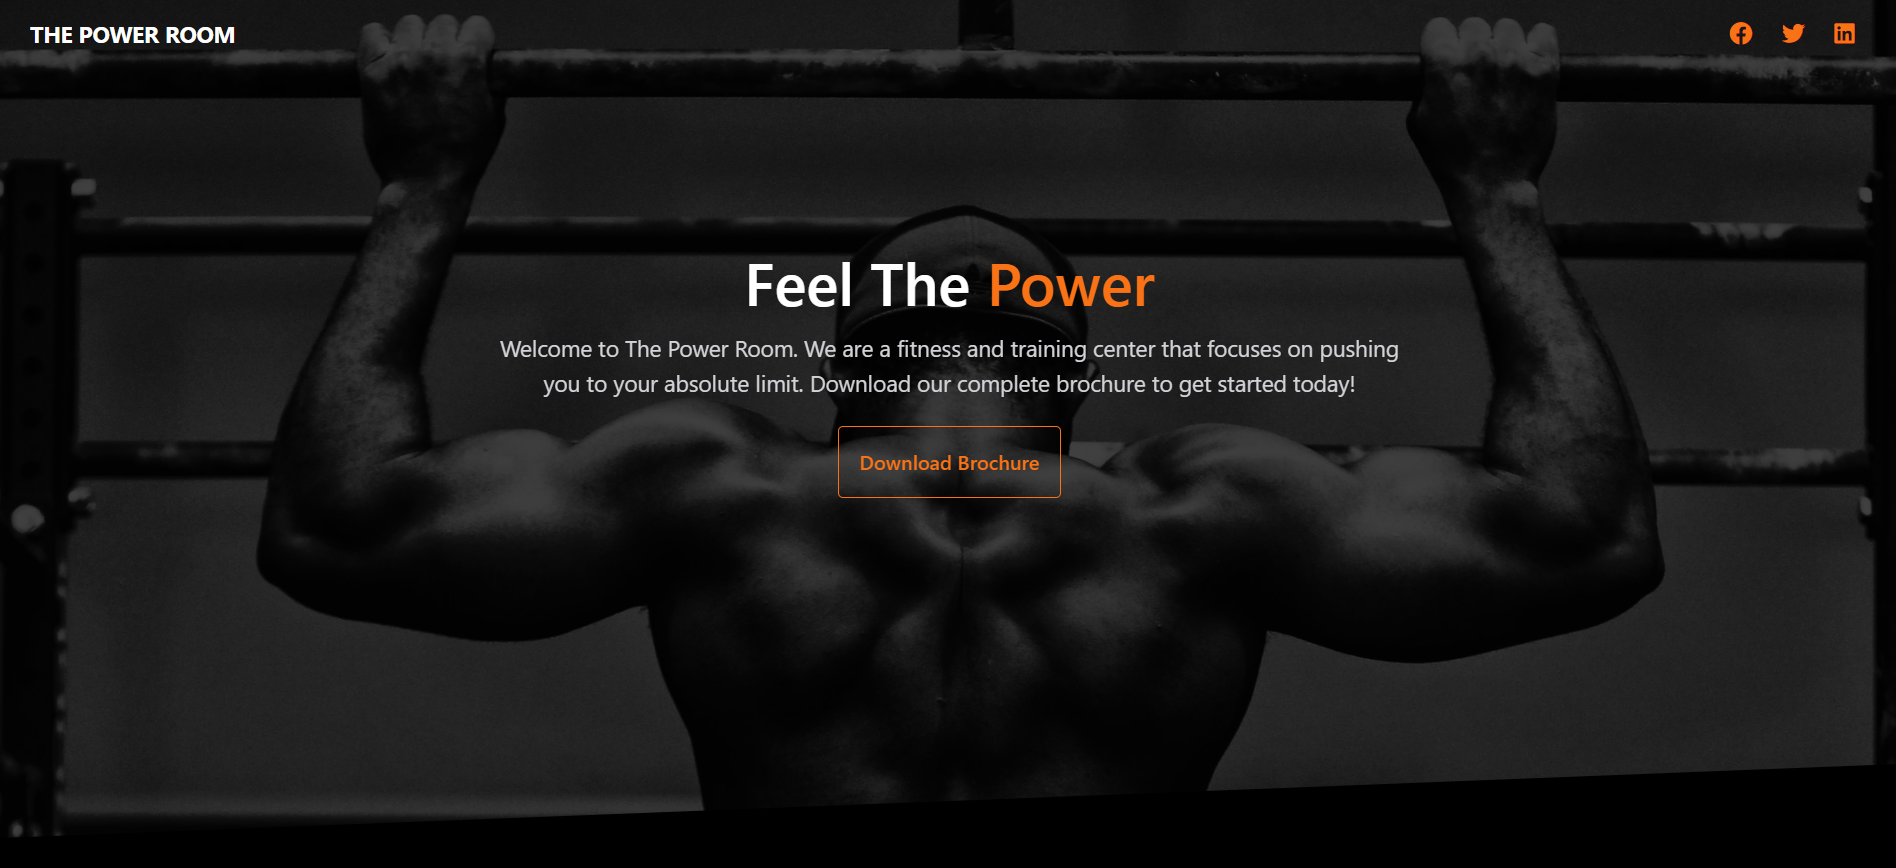 THE POWER ROOM
Feel The Power
Welcome to The Power Room. We are a fitness and training center that focuses on pushing
you to your absolute limit. Download our complete brochure to get started today!
Download Brochure